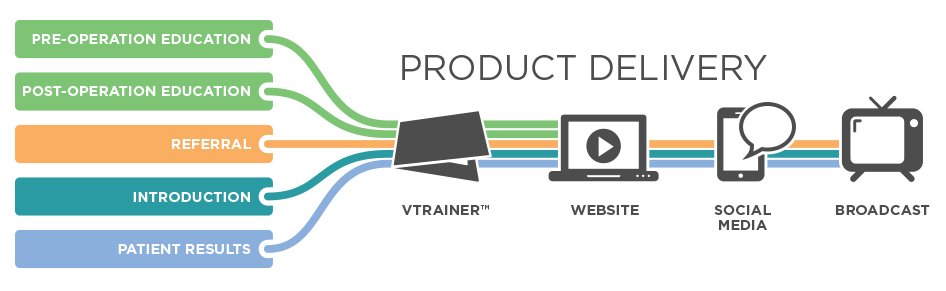 PRE-OPERATION EDUCATION
POST-OPERATION EDUCATION
REFERRAL
INTRODUCTION
PATIENT RESULTS
PRODUCT DELIVERY
VTRAINER™
WEBSITE
SOCIAL
MEDIA
BROADCAST